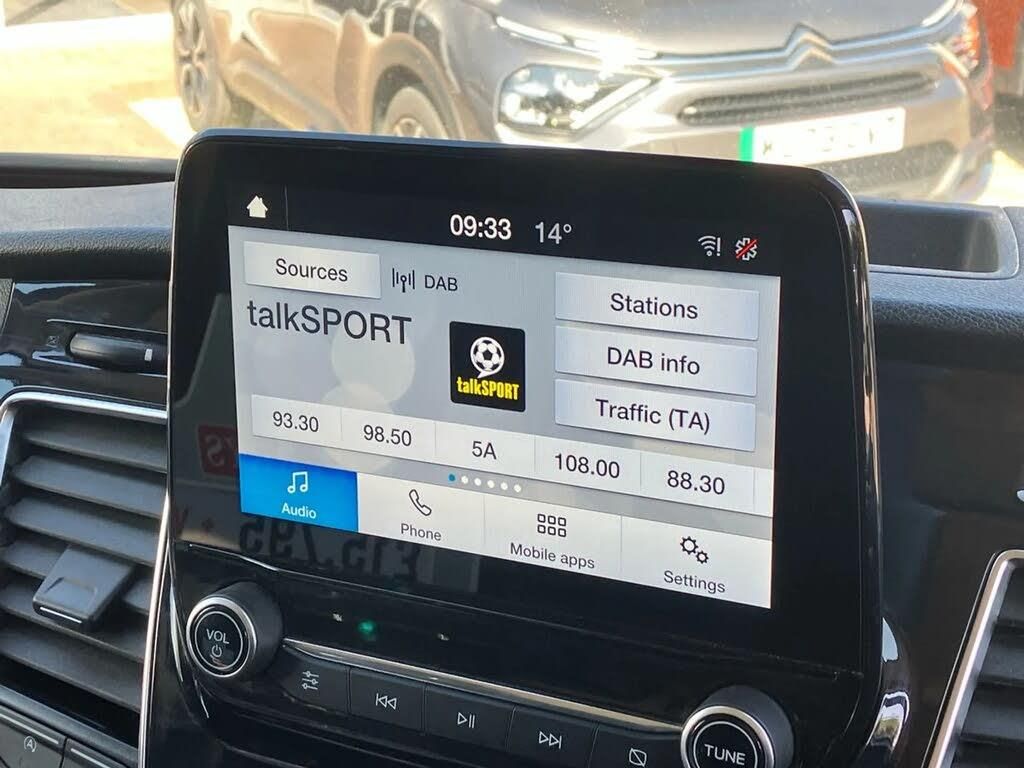 09:33 14°
Sources DAB
Stations
talkSPORT
talkSPORT
DAB info
Traffic (TA)
93.30 98.50 5A 108.00 88.30
Audio Phone Mobile apps Settings
VOL
TUNE
A